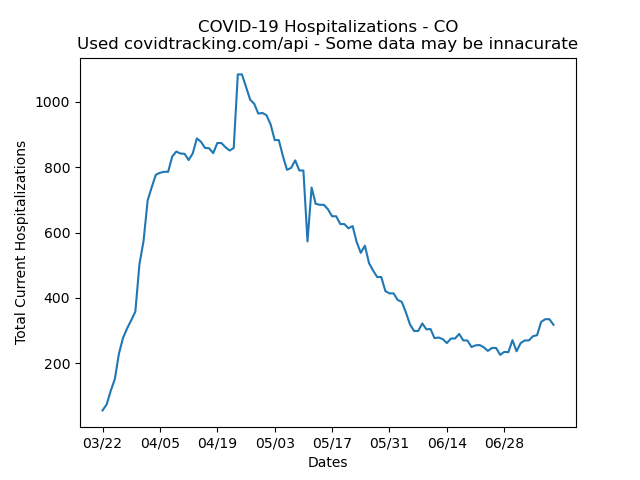 COVID-19 Hospitalizations - CO
Used covidtracking.com/api - Some data may be innacurate
Total Current Hospitalizations
1000
800
600
400
200
03/22 04/05 04/19 05/03 05/17 05/31 06/14 06/28
Dates